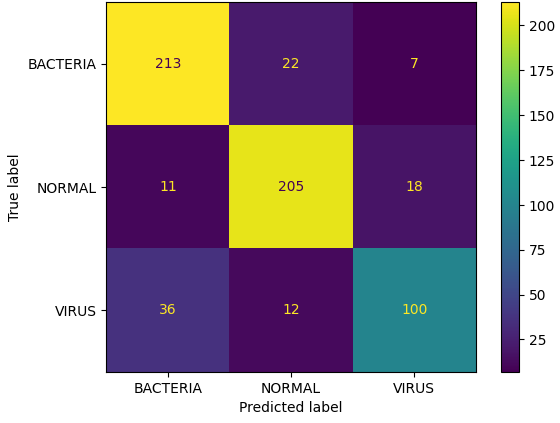 BACTERIA 213 22 7
NORMAL 11 205 18
VIRUS 36 12 100
BACTERIA NORMAL VIRUS
Predicted label
True label
200
175
150
125
100
75
50
25